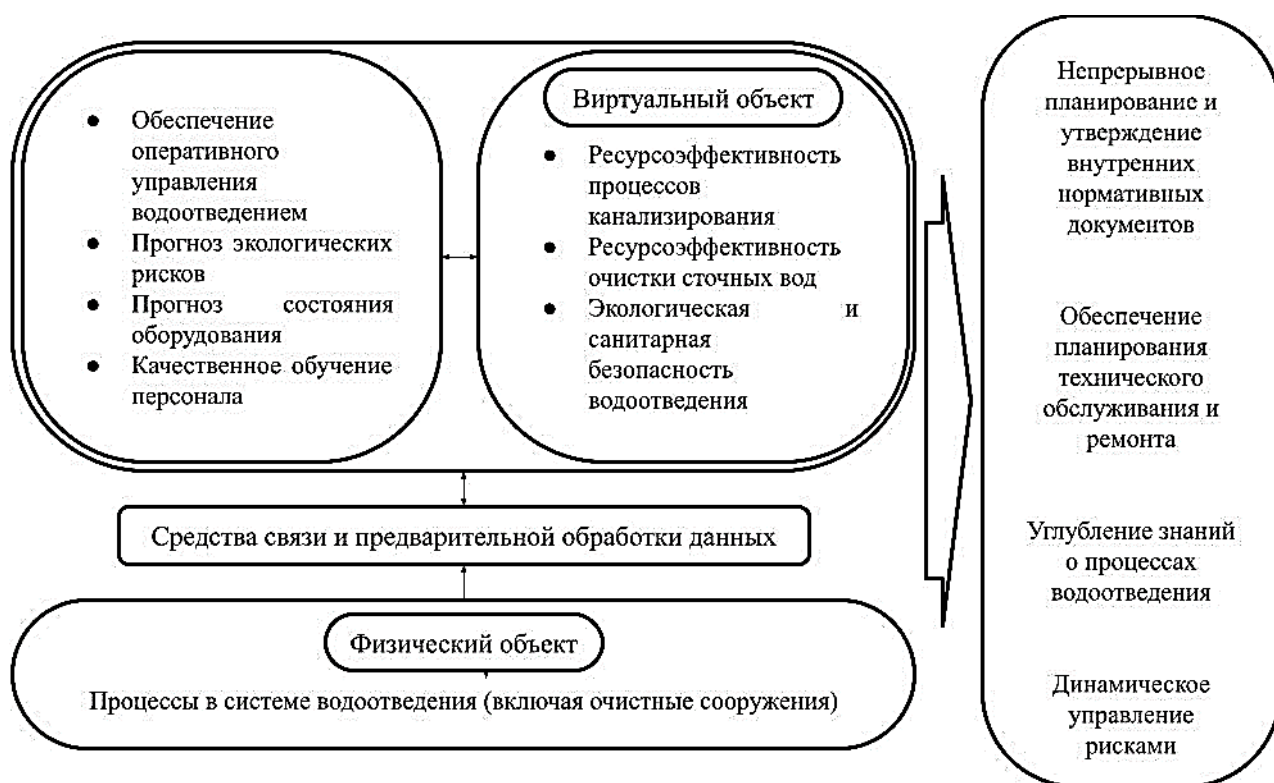 Обеспечение
оперативного
управления
водоотведением
Прогноз экологических
рисков
Прогноз состояния
оборудования
Качественное обучение
персонала
Виртуальный объект
Ресурсоэффективность
процессов
канализирования
Ресурсоэффективность
очистки сточных вод
Экологическая и
санитарная
безопасность
водоотведения
Средства связи и предварительной обработки данных
Физический объект
Процессы в системе водоотведения (включая очистные сооружения)
Непрерывное
планирование и
утверждение
внутренних
нормативных
документов
Обеспечение
планирования
технического
обслуживания и
ремонта
Углубление знаний
о процессах
водоотведения
Динамическое
управление
рисками